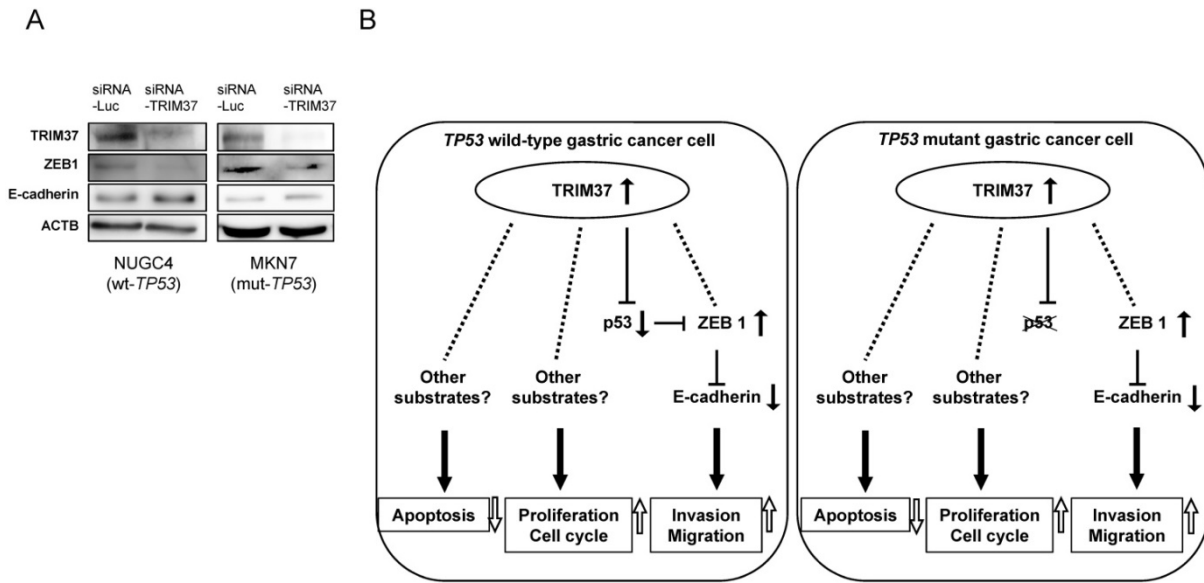 A
B
siRNA
-Luc
siRNA
-TRIM37
siRNA
-Luc
siRNA
-TRIM37
TRIM37
ZEB1
E-cadherin
ACTB
NUGC4
(wt-TP53)
MKN7
(mut-TP53)
TP53 wild-type gastric cancer cell
TRIM37
p53
ZEB 1
Other
substrates?
Other
substrates?
E-cadherin
Apoptosis
Proliferation
Cell cycle
Invasion
Migration
TP53 mutant gastric cancer cell
TRIM37
p53
ZEB 1
Other
substrates?
Other
substrates?
E-cadherin
Apoptosis
Proliferation
Cell cycle
Invasion
Migration